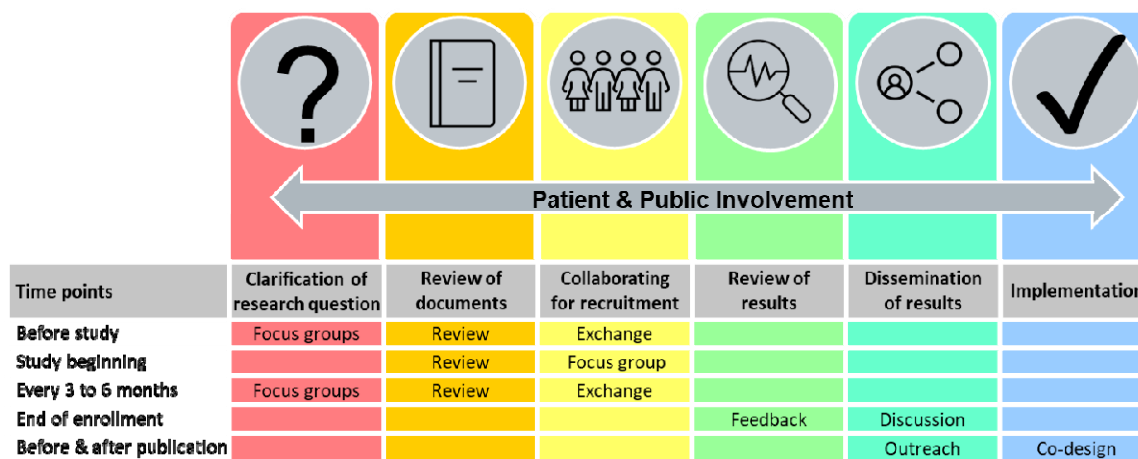 ?
Patient & Public Involvement
Time points
Clarification of
research question
Review of
documents
Collaborating
for recruitment
Review of
results
Dissemination
of results
Implementation
Before study
Focus groups
Review
Exchange
Study beginning
Review
Focus group
Every 3 to 6 months
Focus groups
Review
Exchange
End of enrollment
Feedback
Discussion
Before & after publication
Outreach
Co-design